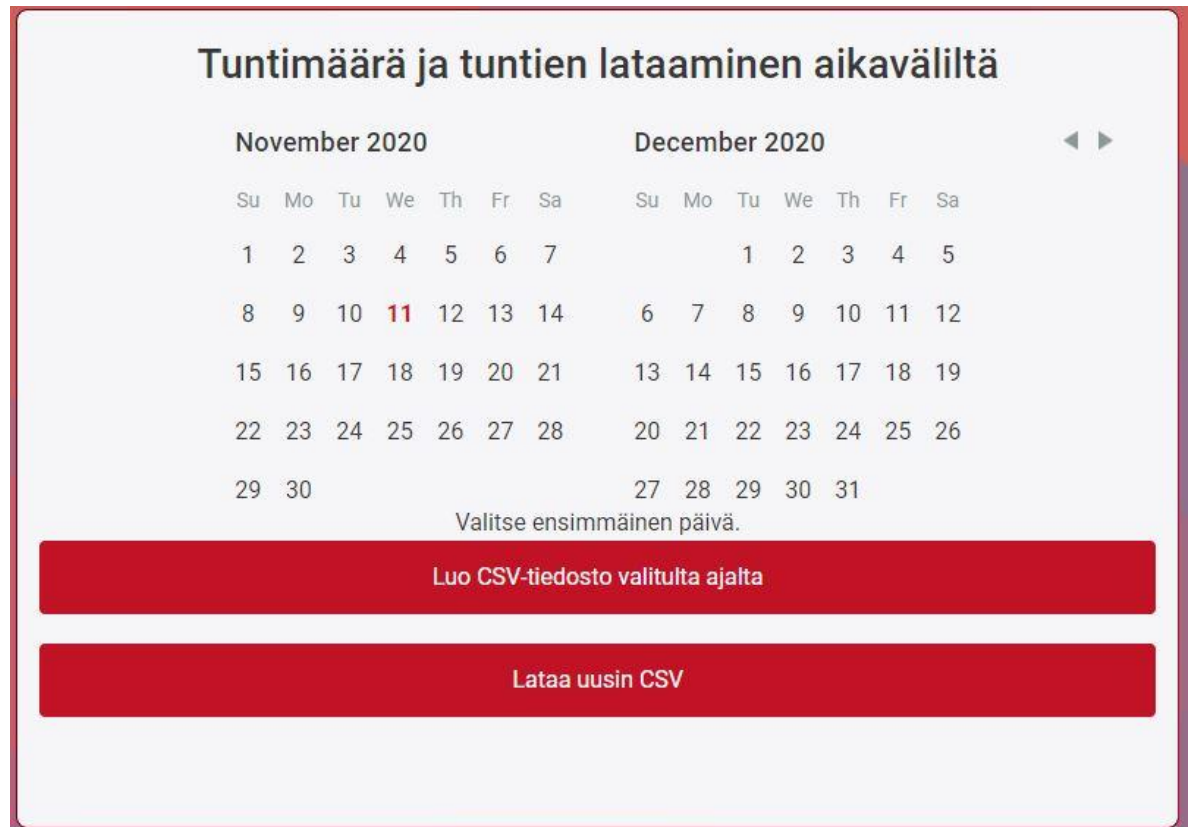 Tuntimäärä ja tuntien lataaminen aikaväliltä
November 2020 December 2020
Su Mo Tu We Th Fr Sa Su Mo Tu We Th Fr Sa
1 2 3 4 5 6 7 1 2 3 4 5
8 9 10 11 12 13 14 6 7 8 9 10 11 12
15 16 17 18 19 20 21 13 14 15 16 17 18 19
22 23 24 25 26 27 28 20 21 22 23 24 25 26
29 30 27 28 29 30 31
Valitse ensimmäinen päivä.
Luo CSV-tiedosto valitulta ajalta
Lataa uusin CSV